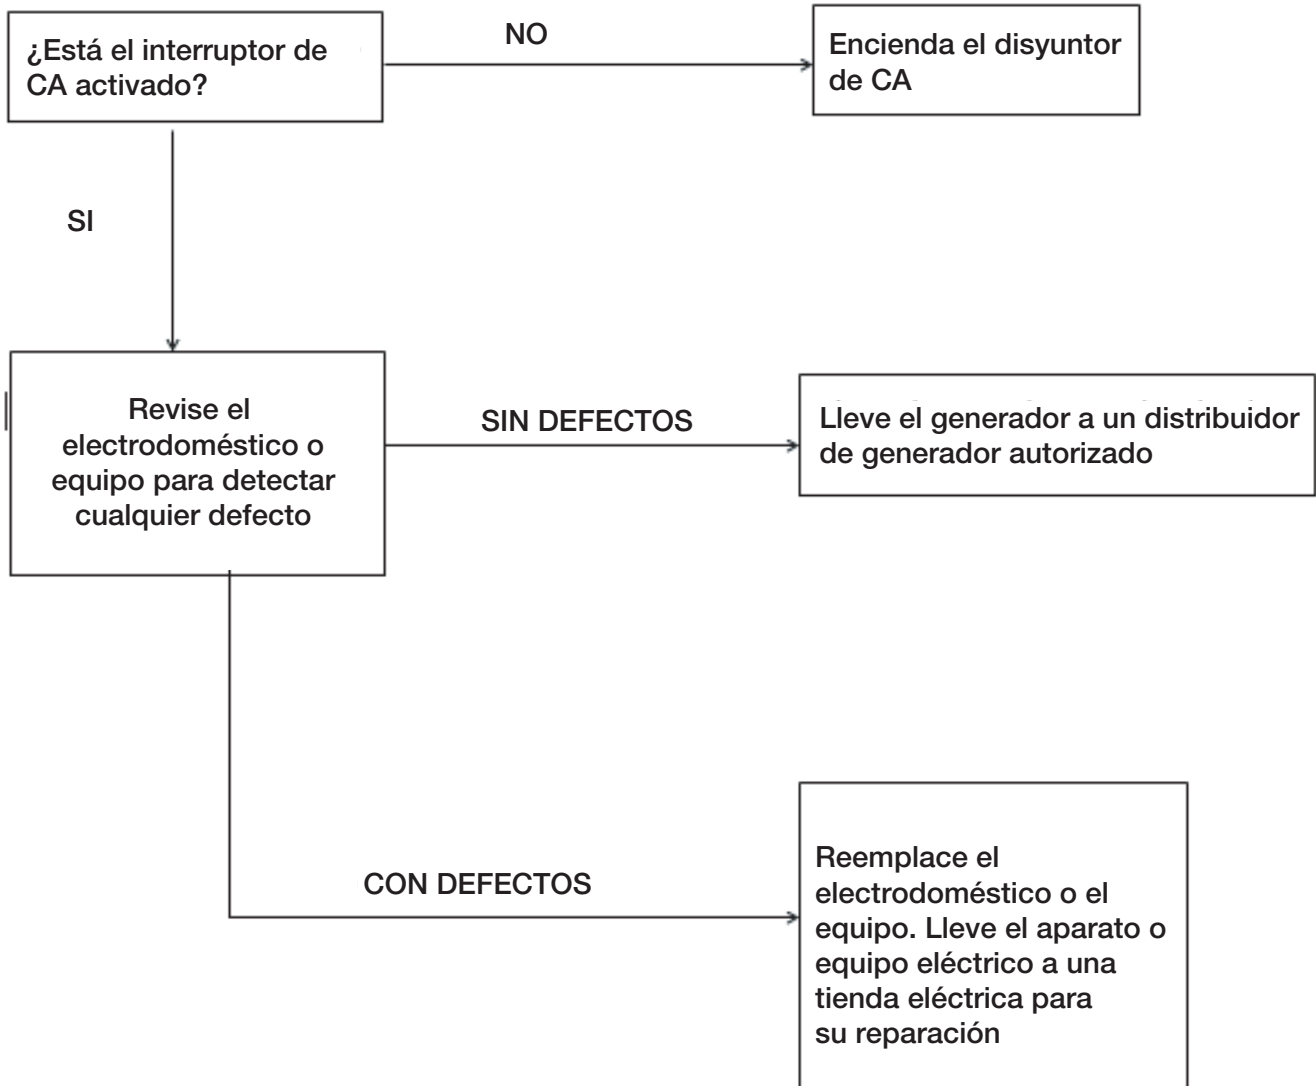 ¿Está el interruptor de
CA activado?
NO
Encienda el disyuntor
de CA
SI
Revise el
electrodoméstico o
equipo para detectar
cualquier defecto
SIN DEFECTOS
Lleve el generador a un distribuidor
de generador autorizado
CON DEFECTOS
Reemplace el
electrodoméstico o el
equipo. Lleve el aparato o
equipo eléctrico a una
tienda eléctrica para
su reparación